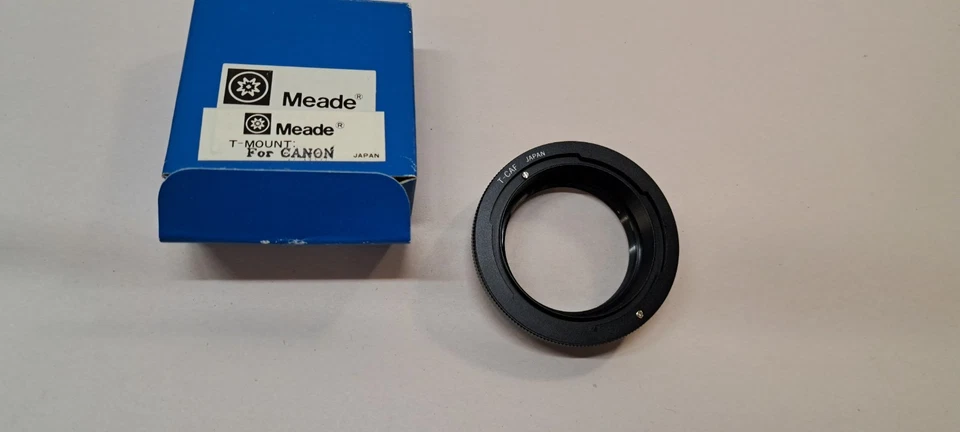 Meade®
Meade®
T-MOUNT:
For CANON
JAPAN
T-CAF JAPAN